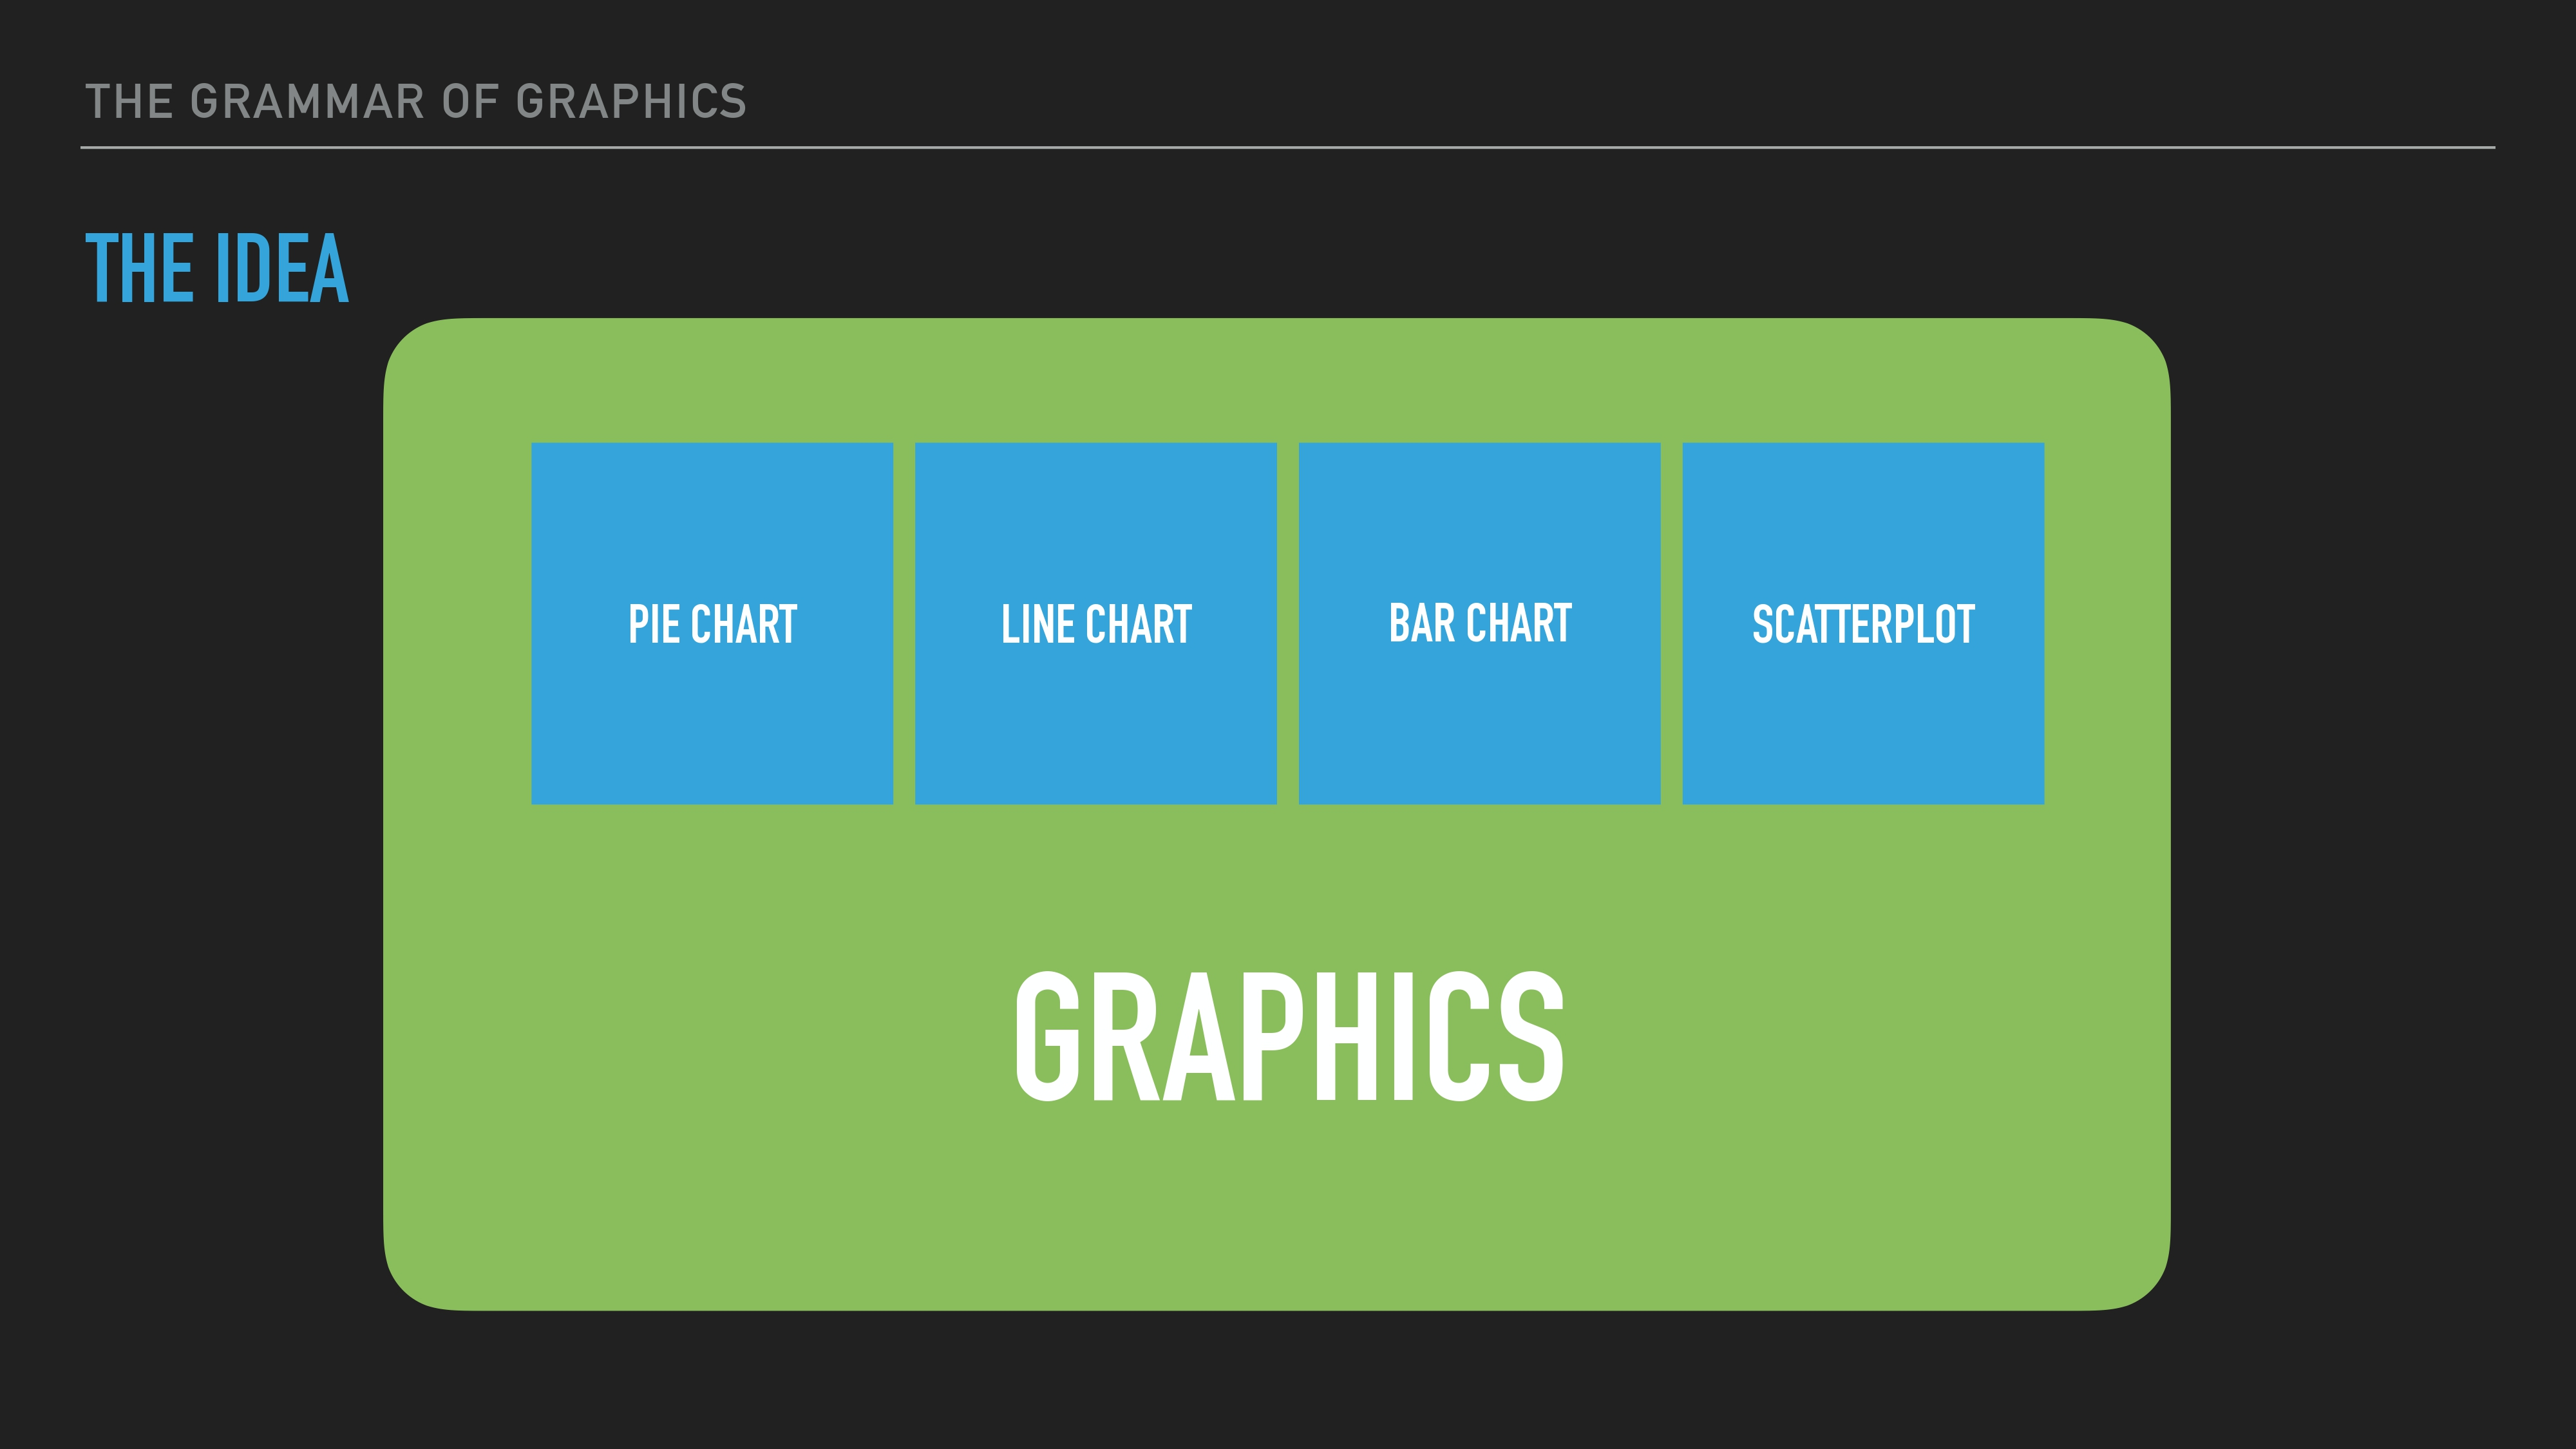 THE GRAMMAR OF GRAPHICS
THE IDEA
PIE CHART
LINE CHART
BAR CHART
SCATTERPLOT
GRAPHICS